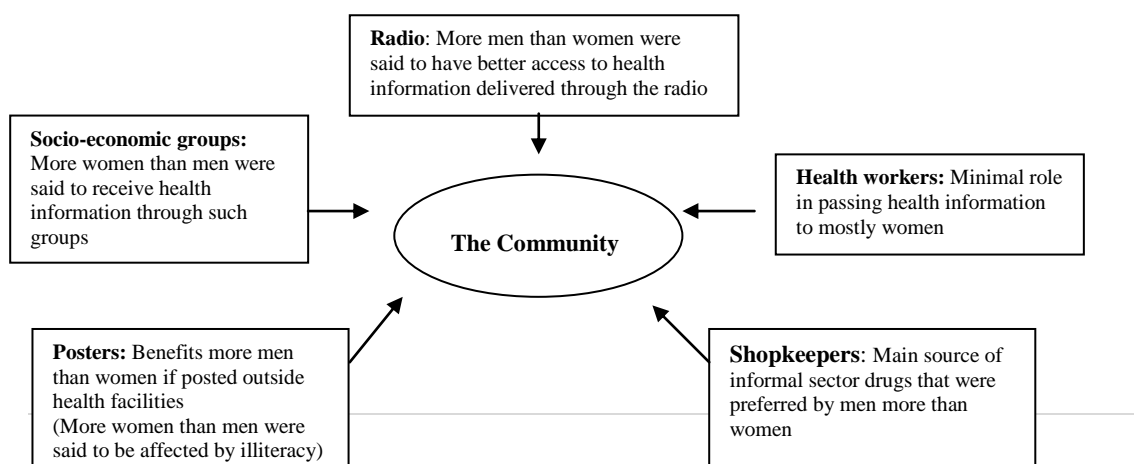 Radio: More men than women were
said to have better access to health
information delivered through the radio
Socio-economic groups:
More women than men were
said to receive health
information through such
groups
Health workers: Minimal role
in passing health information
to mostly women
The Community
Posters: Benefits more men
than women if posted outside
health facilities
(More women than men were
said to be affected by illiteracy)
Shopkeepers: Main source of
informal sector drugs that were
preferred by men more than
women